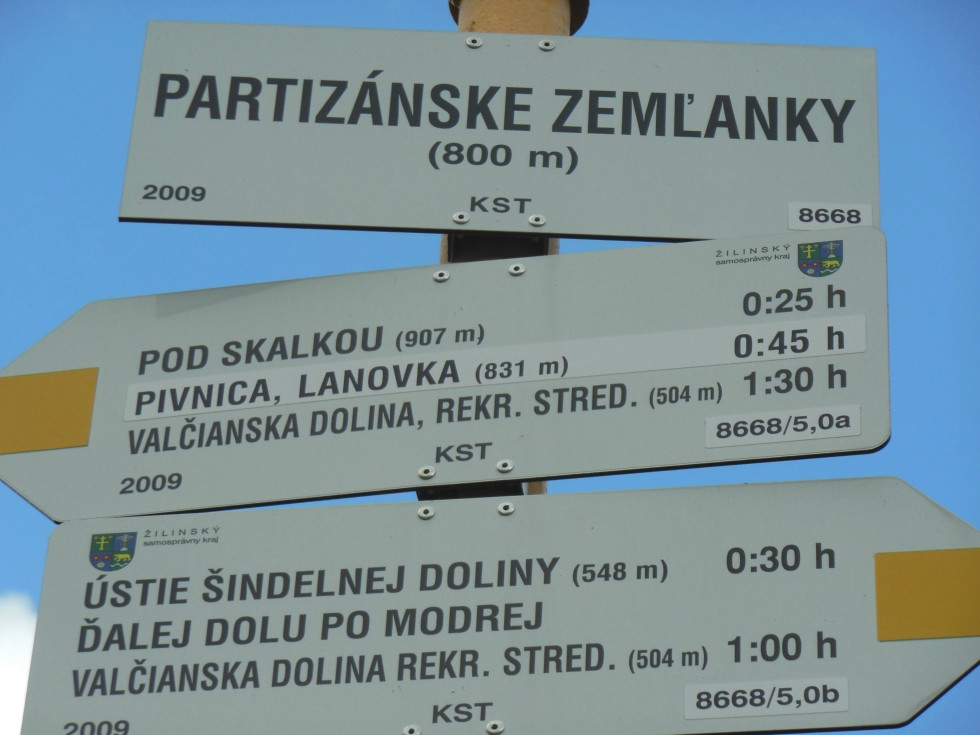 PARTIZÁNSKE ZEMĽANKY
(800 m)
2009
KST
8668
ŽILINSKÝ
samosprávny kraj
POD SKALKOU (907 m) 0:25 h
PIVNICA, LANOVKA (831 m) 0:45 h
VALČIANSKA DOLINA, REKR. STRED. (504 m) 1:30 h
2009
KST
8668/5,0a
ŽILINSKÝ
samosprávny kraj
ÚSTIE ŠINDELNEJ DOLINY (548 m) 0:30 h
ĎALEJ DOLU PO MODREJ
VALČIANSKA DOLINA REKR. STRED. (504 m) 1:00 h
2009
KST
8668/5,0b